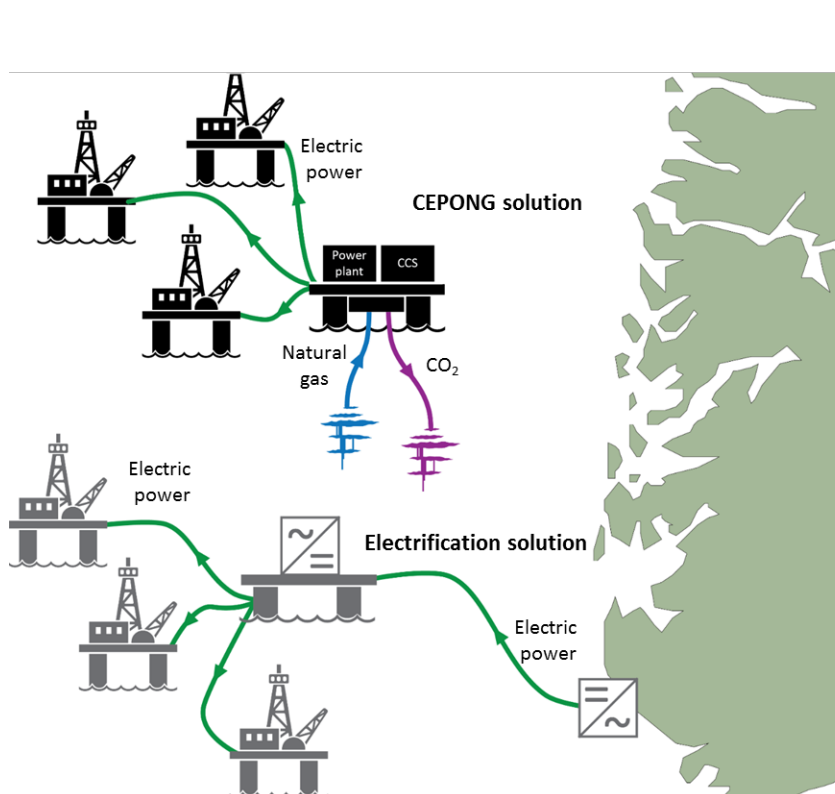 Electric
power
CEPONG solution
Power
plant
CCS
Natural
gas
CO₂
Electric
power
Electrification solution
Electric
power